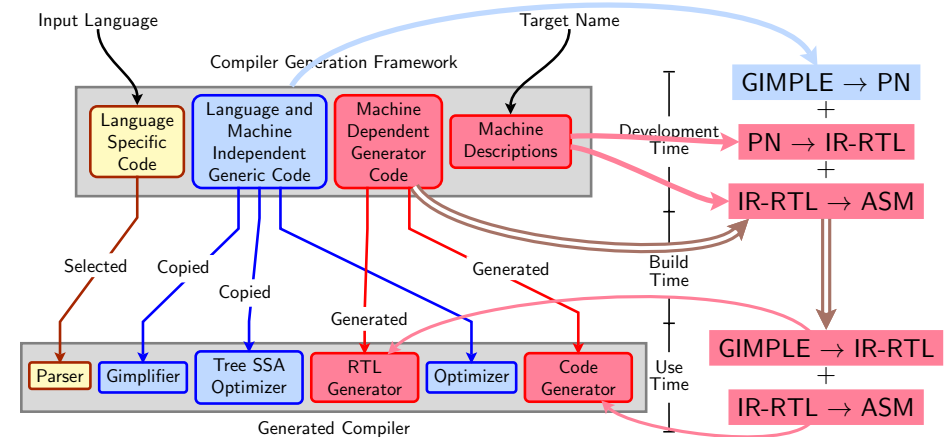 Input Language
Target Name
Compiler Generation Framework
Language
Specific
Code
Language and
Machine
Independent
Generic Code
Machine
Dependent
Generator
Code
Machine
Descriptions
Development
Time
GIMPLE → PN
+
PN → IR-RTL
+
IR-RTL → ASM
Selected
Copied
Copied
Generated
Generated
Build
Time
Parser
Gimplifier
Tree SSA
Optimizer
RTL
Generator
Optimizer
Code
Generator
Use
Time
GIMPLE → IR-RTL
+
IR-RTL → ASM
Generated Compiler